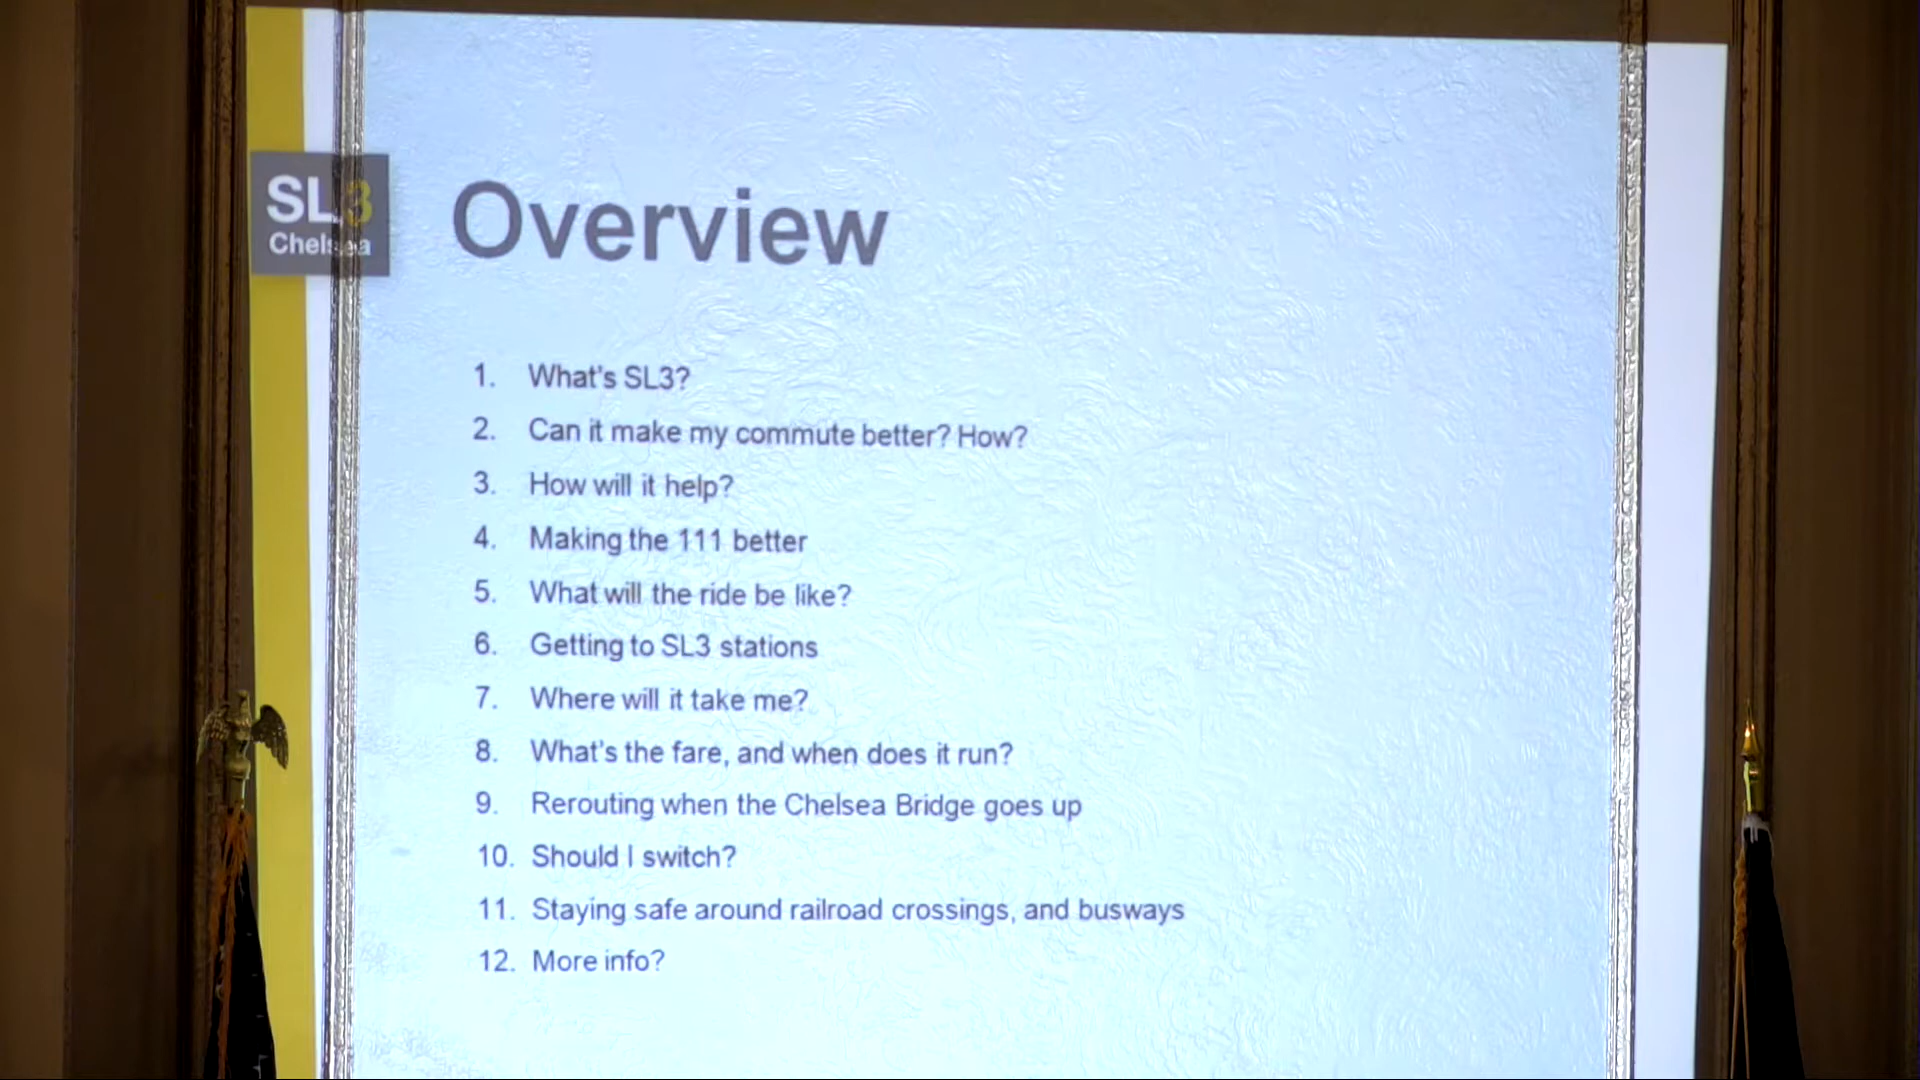 SL3
Chelsea
Overview
1. What's SL3?
2. Can it make my commute better? How?
3. How will it help?
4. Making the 111 better
5. What will the ride be like?
6. Getting to SL3 stations
7. Where will it take me?
8. What's the fare, and when does it run?
9. Rerouting when the Chelsea Bridge goes up
10. Should I switch?
11. Staying safe around railroad crossings, and busways
12. More info?